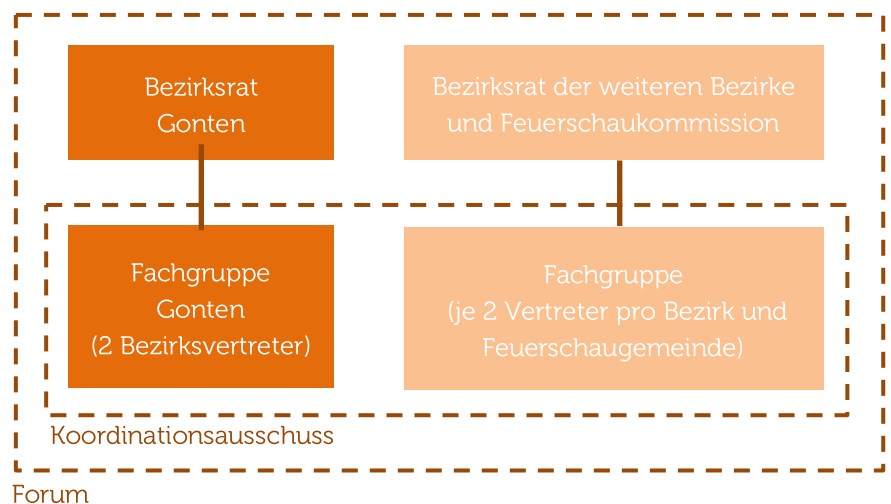 Bezirksrat
Gonten
Bezirksrat der weiteren Bezirke
und Feuerschaukommission
Fachgruppe
Gonten
(2 Bezirksvertreter)
Fachgruppe
(je 2 Vertreter pro Bezirk und
Feuerschaugemeinde)
Koordinationsausschuss
Forum